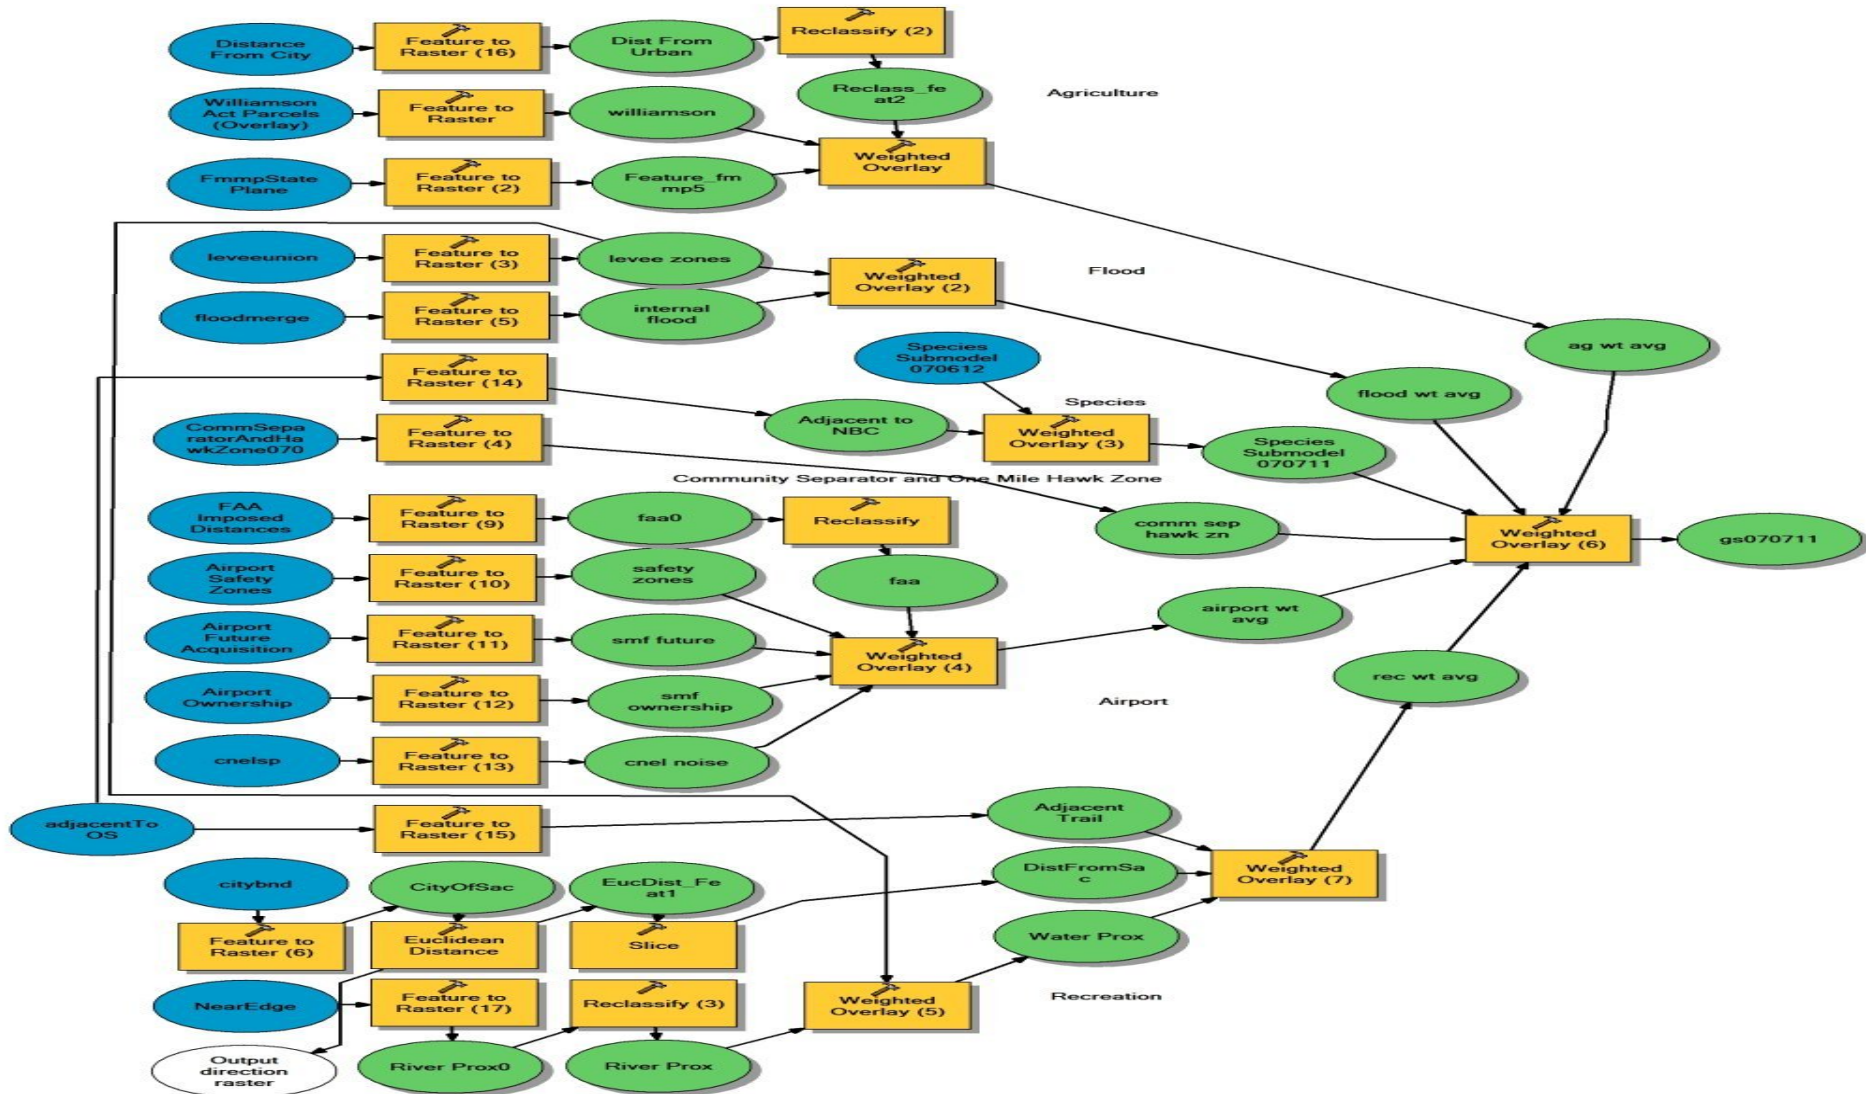 Distance
From City
Feature to
Raster (16)
Dist From
Urban
Reclassify (2)
Williamson
Act Parcels
(Overlay)
Feature to
Raster
williamson
Reclass_fe
at2
Agriculture
FmmpState
Plane
Feature to
Raster (2)
Feature_fm
mp5
Weighted
Overlay
leveeunion
Feature to
Raster (3)
levee zones
Weighted
Overlay (2)
Flood
floodmerge
Feature to
Raster (5)
internal
flood
Species
Submodel
070612
ag wt avg
Feature to
Raster (14)
flood wt avg
Species
CommSepa
ratorAndHa
wkZone070
Feature to
Raster (4)
Adjacent to
NBC
Weighted
Overlay (3)
Species
Submodel
070711
Community Separator and One Mile Hawk Zone
FAA
Imposed
Distances
Feature to
Raster (9)
faa0
Reclassify
comm sep
hawk zn
Weighted
Overlay (6)
gs070711
Airport
Safety
Zones
Feature to
Raster (10)
safety
zones
faa
airport wt
avg
Airport
Future
Acquisition
Feature to
Raster (11)
smf future
Weighted
Overlay (4)
rec wt avg
Airport
Ownership
Feature to
Raster (12)
smf
ownership
Airport
cnelsp
Feature to
Raster (13)
cnel noise
adjacentTo
OS
Feature to
Raster (15)
Adjacent
Trail
citybnd
CityOfSac
EucDist_Fe
at1
DistFromSa
c
Weighted
Overlay (7)
Feature to
Raster (6)
Euclidean
Distance
Slice
Water Prox
NearEdge
Feature to
Raster (17)
Reclassify (3)
Weighted
Overlay (5)
Recreation
Output
direction
raster
River Prox0
River Prox